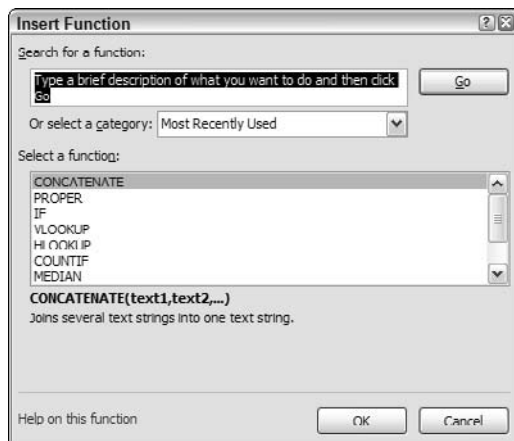 Insert Function
Search for a function:
Type a brief description of what you want to do and then click
Go
Go
Or select a category: Most Recently Used
Select a function:
CONCATENATE
PROPER
IF
VLOOKUP
HLOOKUP
COUNTIF
MEDIAN
CONCATENATE(text1,text2,...)
Joins several text strings into one text string.
Help on this function
OK
Cancel